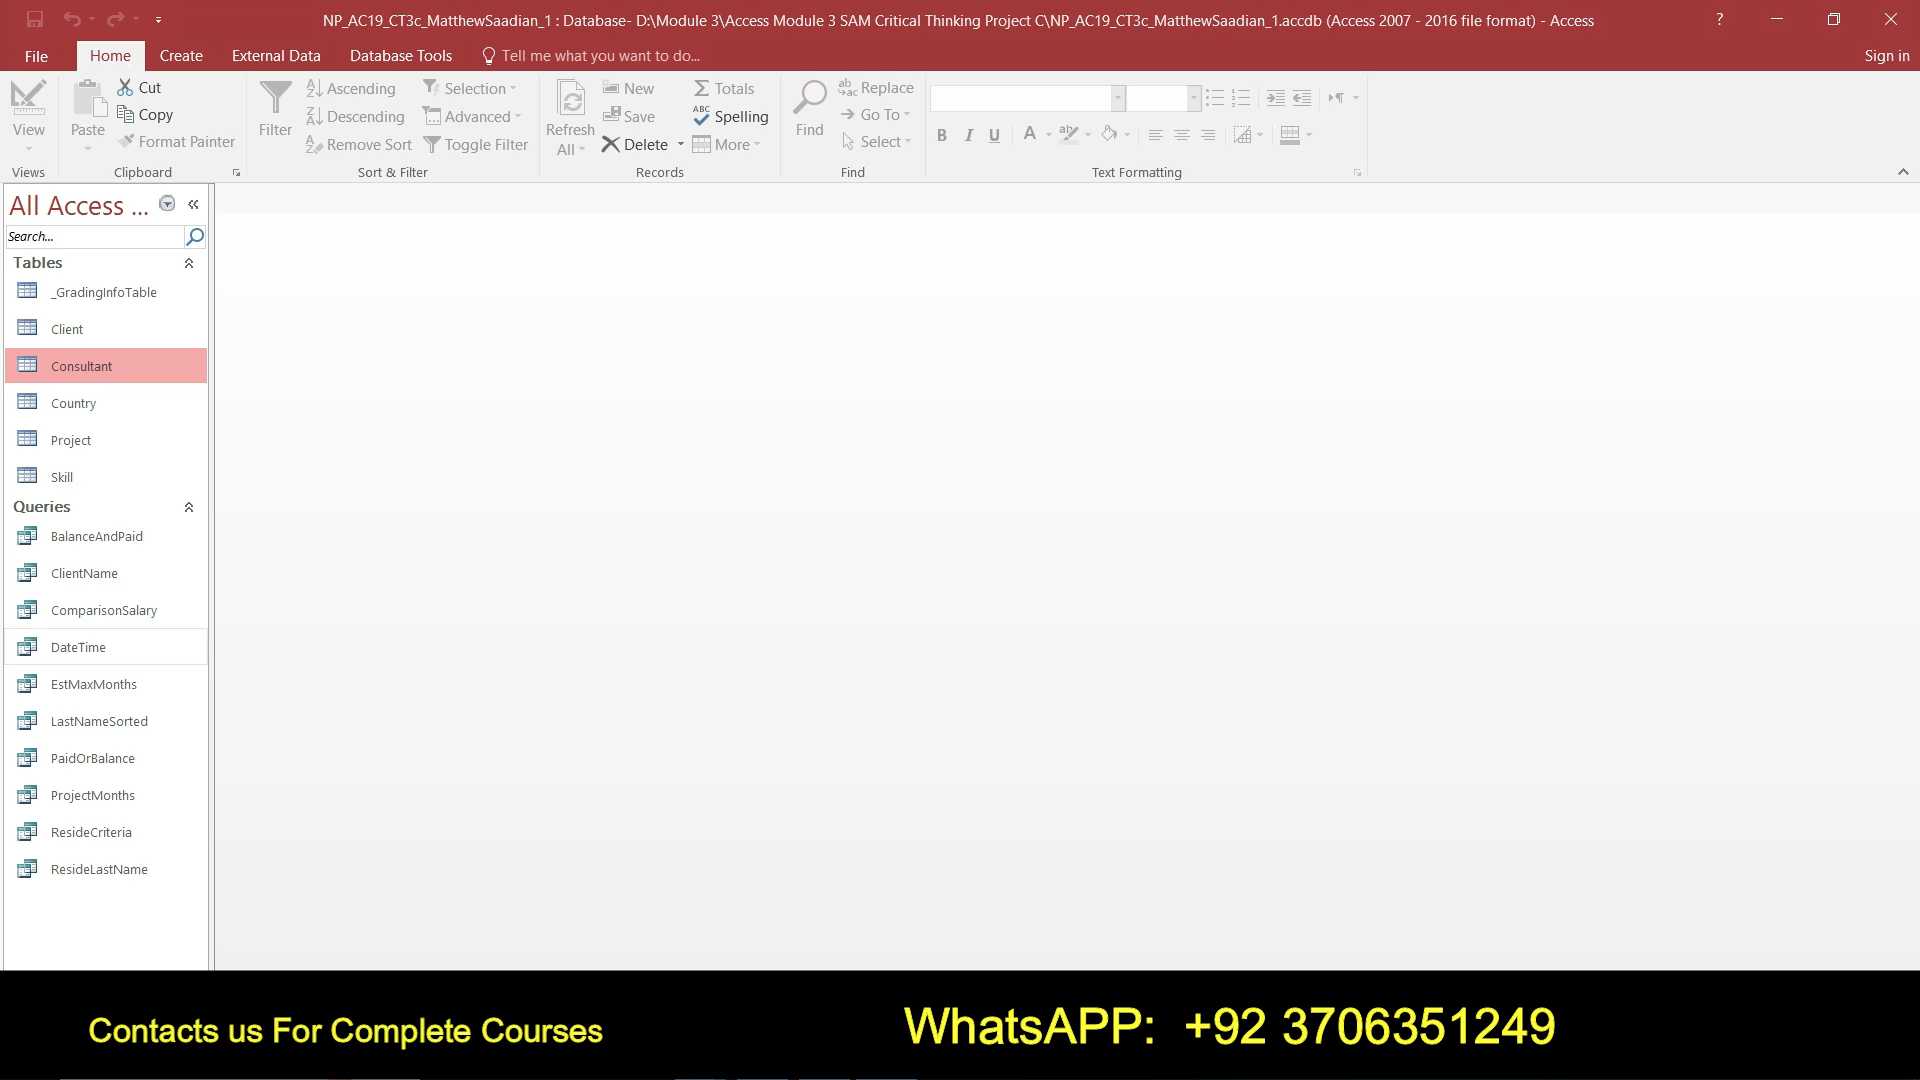 NP_AC19_CT3c_MatthewSaadian_1 : Database- D:\Module 3\Access Module 3 SAM Critical Thinking Project C\NP_AC19_CT3c_MatthewSaadian_1.accdb (Access 2007 - 2016 file format) - Access ?
File Home Create External Data Database Tools Tell me what you want to do... Sign in
View
Views
Paste
Cut
Copy
Format Painter
Clipboard
Filter
Ascending
Descending
Remove Sort
Selection
Advanced
Toggle Filter
Sort & Filter
Refresh
All
New
Save
Delete
Totals
Spelling
More
Records
Find
Replace
Go To
Select
Find
B I U A
Text Formatting
All Access ...
Search...
Tables
_GradingInfoTable
Client
Consultant
Country
Project
Skill
Queries
BalanceAndPaid
ClientName
ComparisonSalary
DateTime
EstMaxMonths
LastNameSorted
PaidOrBalance
ProjectMonths
ResideCriteria
ResideLastName
Contacts us For Complete Courses
WhatsAPP: +92 3706351249